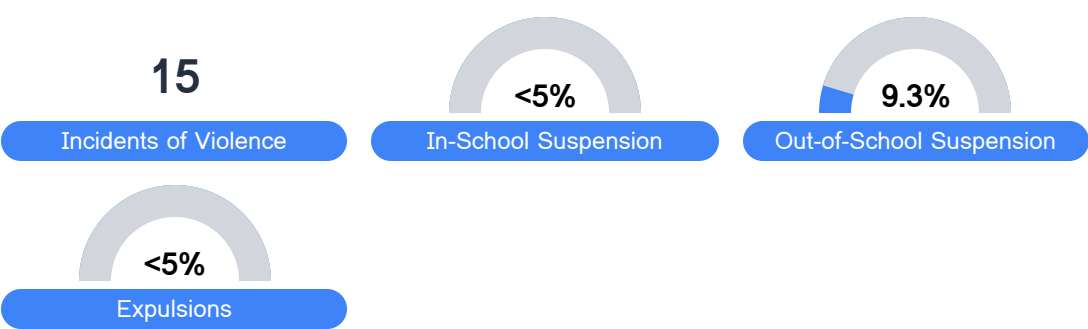 15
Incidents of Violence
<5%
In-School Suspension
9.3%
Out-of-School Suspension
<5%
Expulsions